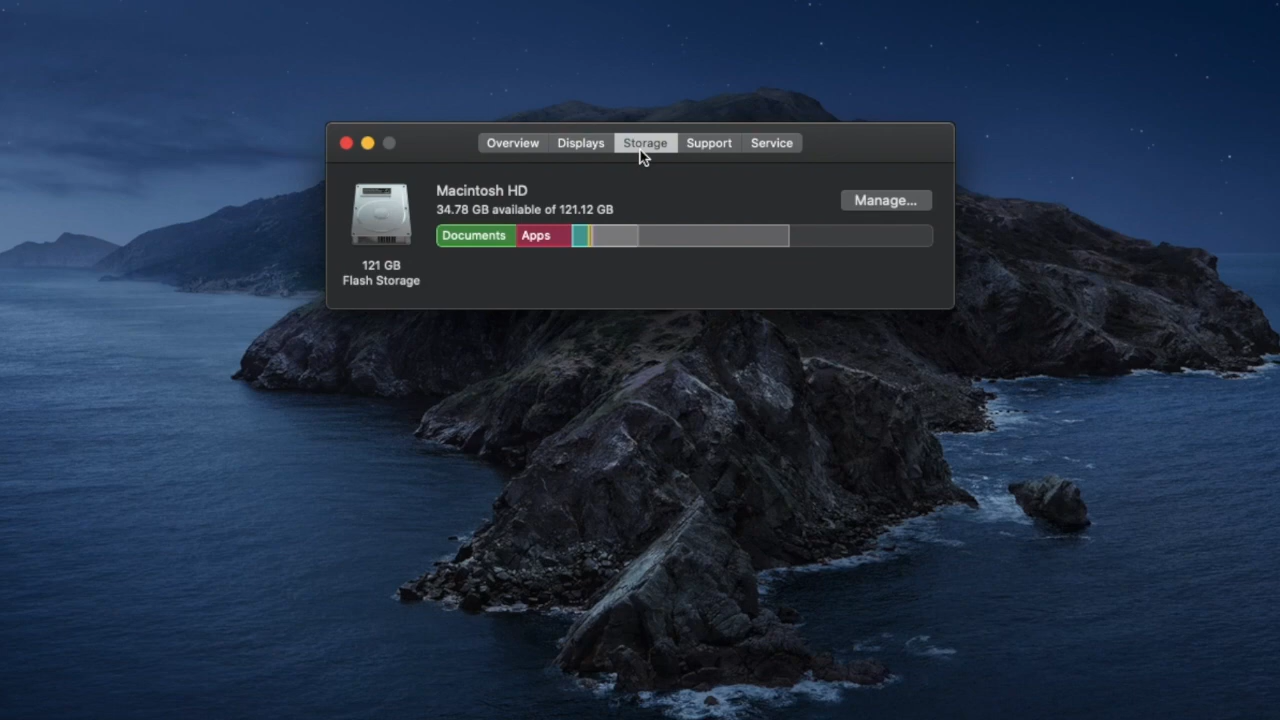 Overview Displays Storage Support Service
Macintosh HD
34.78 GB available of 121.12 GB
Manage...
Documents Apps
121 GB
Flash Storage